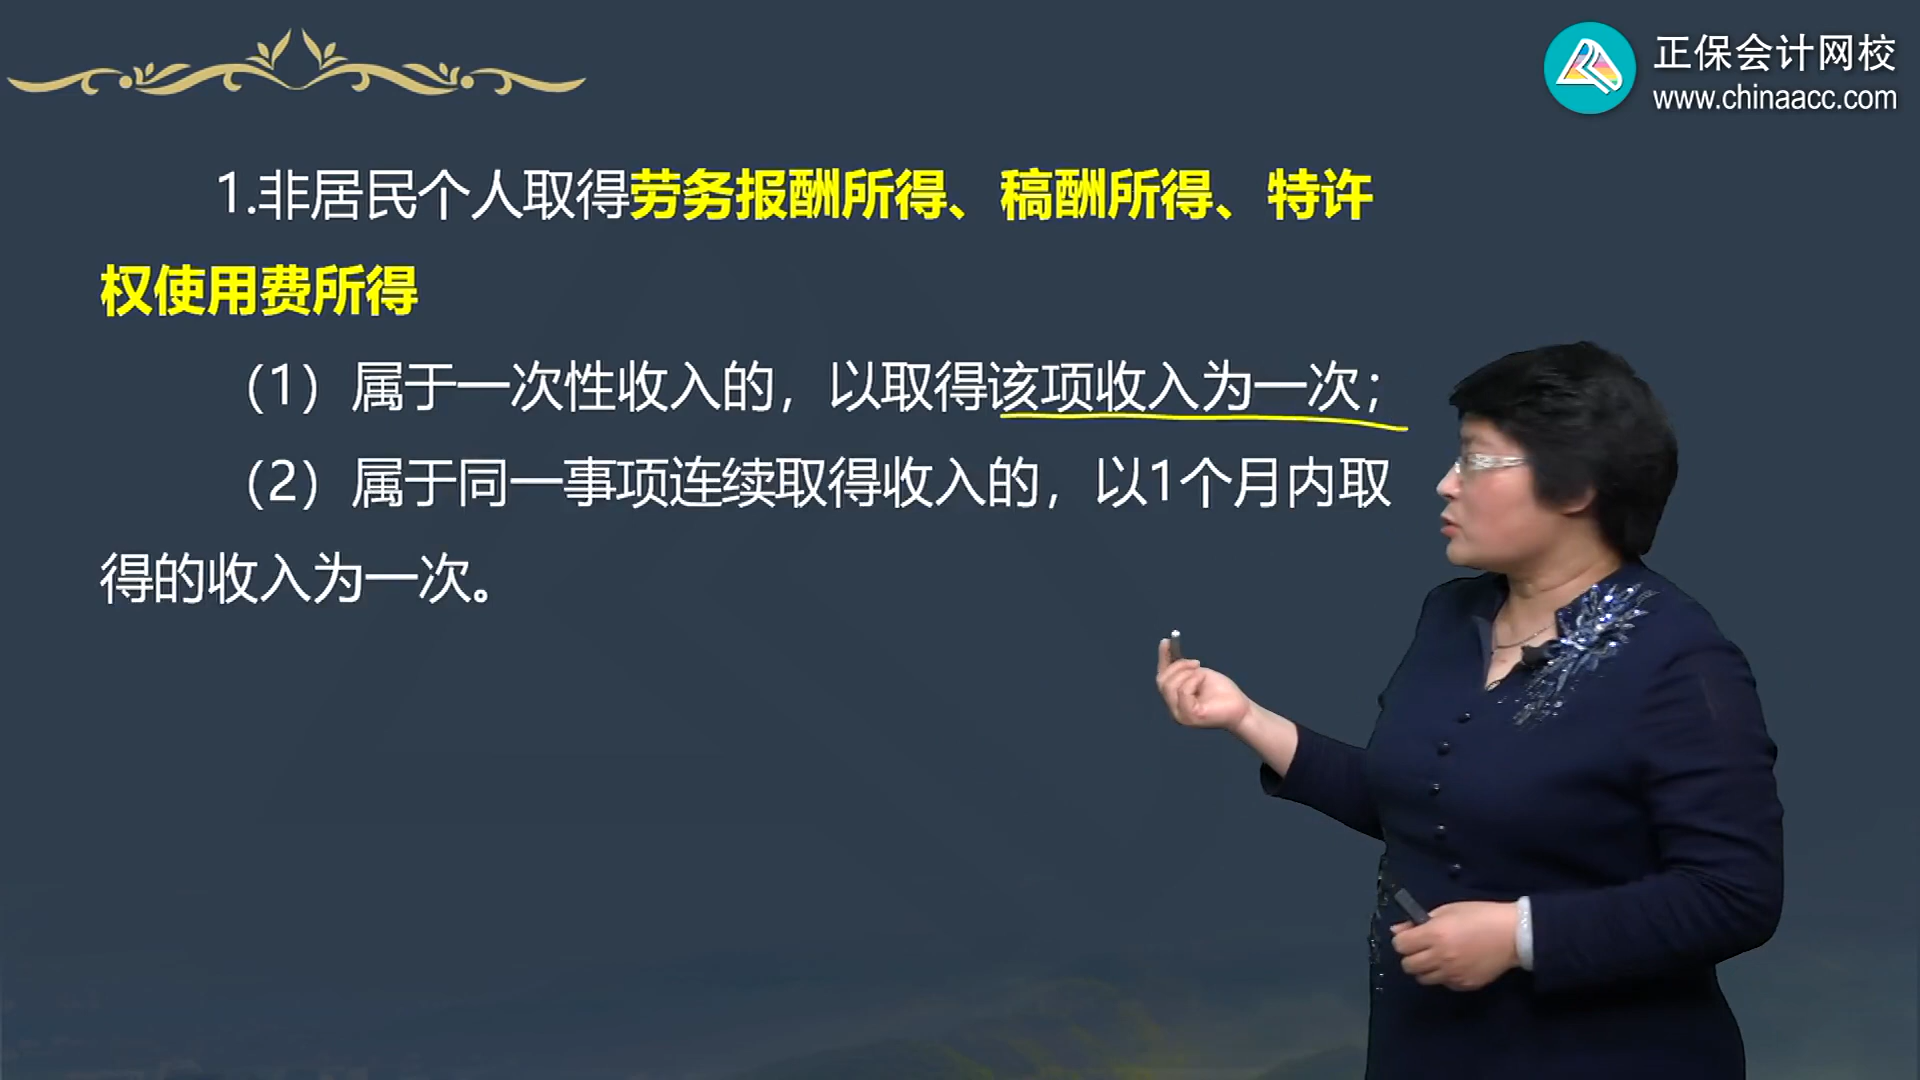 正保会计网校
www.chinaacc.com
1.非居民个人取得劳务报酬所得、稿酬所得、特许
权使用费所得
（1）属于一次性收入的，以取得该项收入为一次；
（2）属于同一事项连续取得收入的，以1个月内取
得的收入为一次。